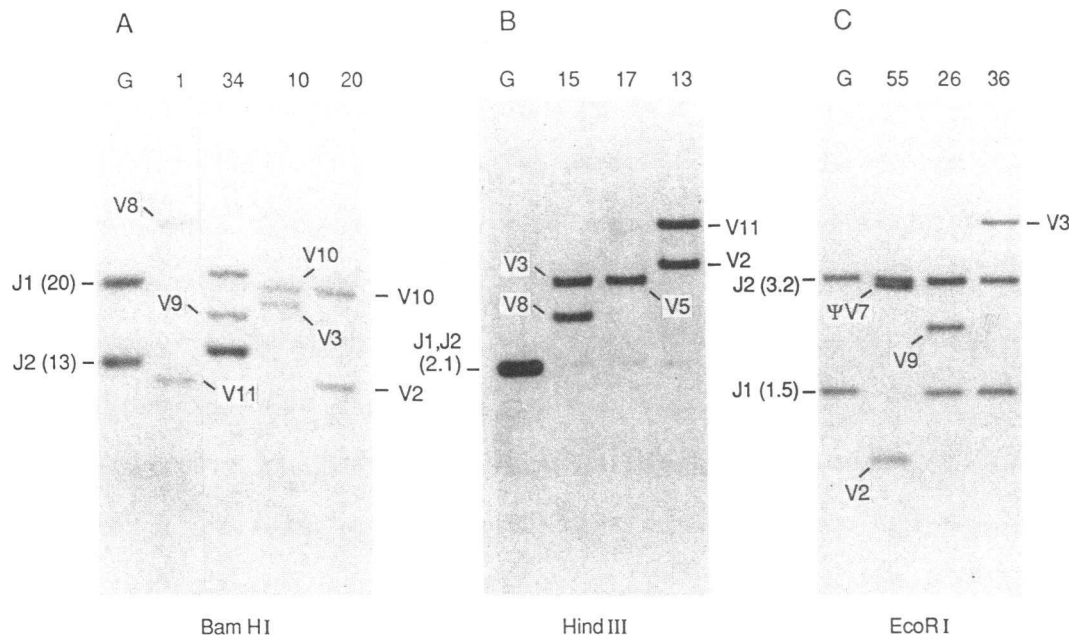 A
G 1 34 10 20
V8
J1 (20)
V9
V10
V10
V3
J2 (13)
V11
V2
Bam H I
B
G 15 17 13
V11
V3
V2
V8
V5
J1,J2
(2.1)
Hind III
C
G 55 26 36
V3
J2 (3.2)
ΨV7
V9
J1 (1.5)
V2
EcoR I